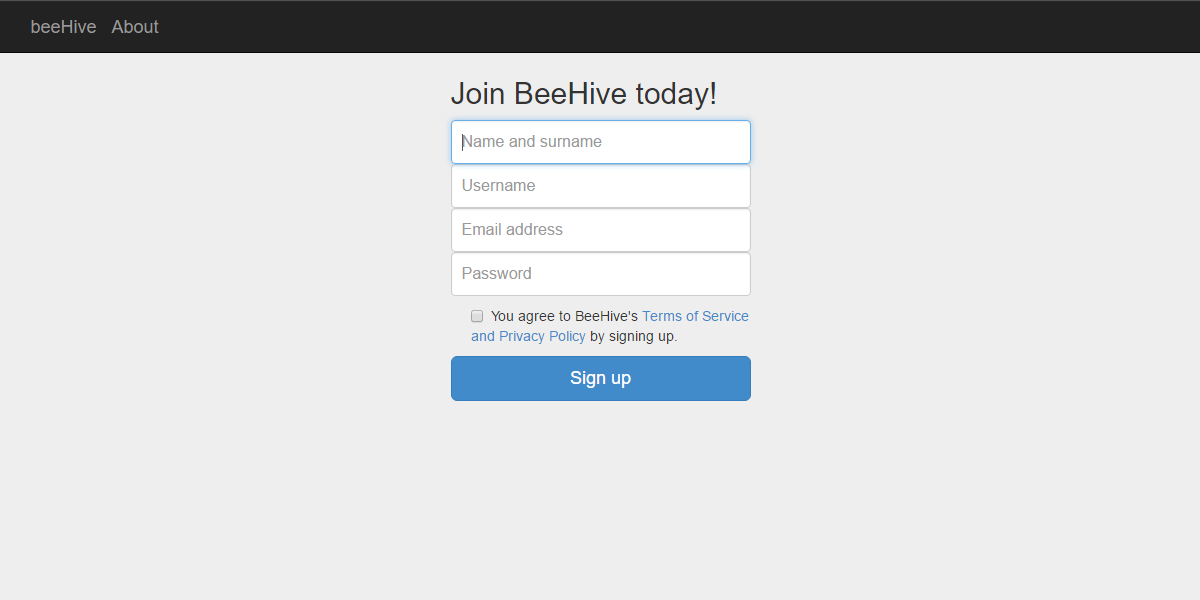 beeHive About
Join BeeHive today!
Name and surname
Username
Email address
Password
You agree to BeeHive's Terms of Service
and Privacy Policy by signing up.
Sign up